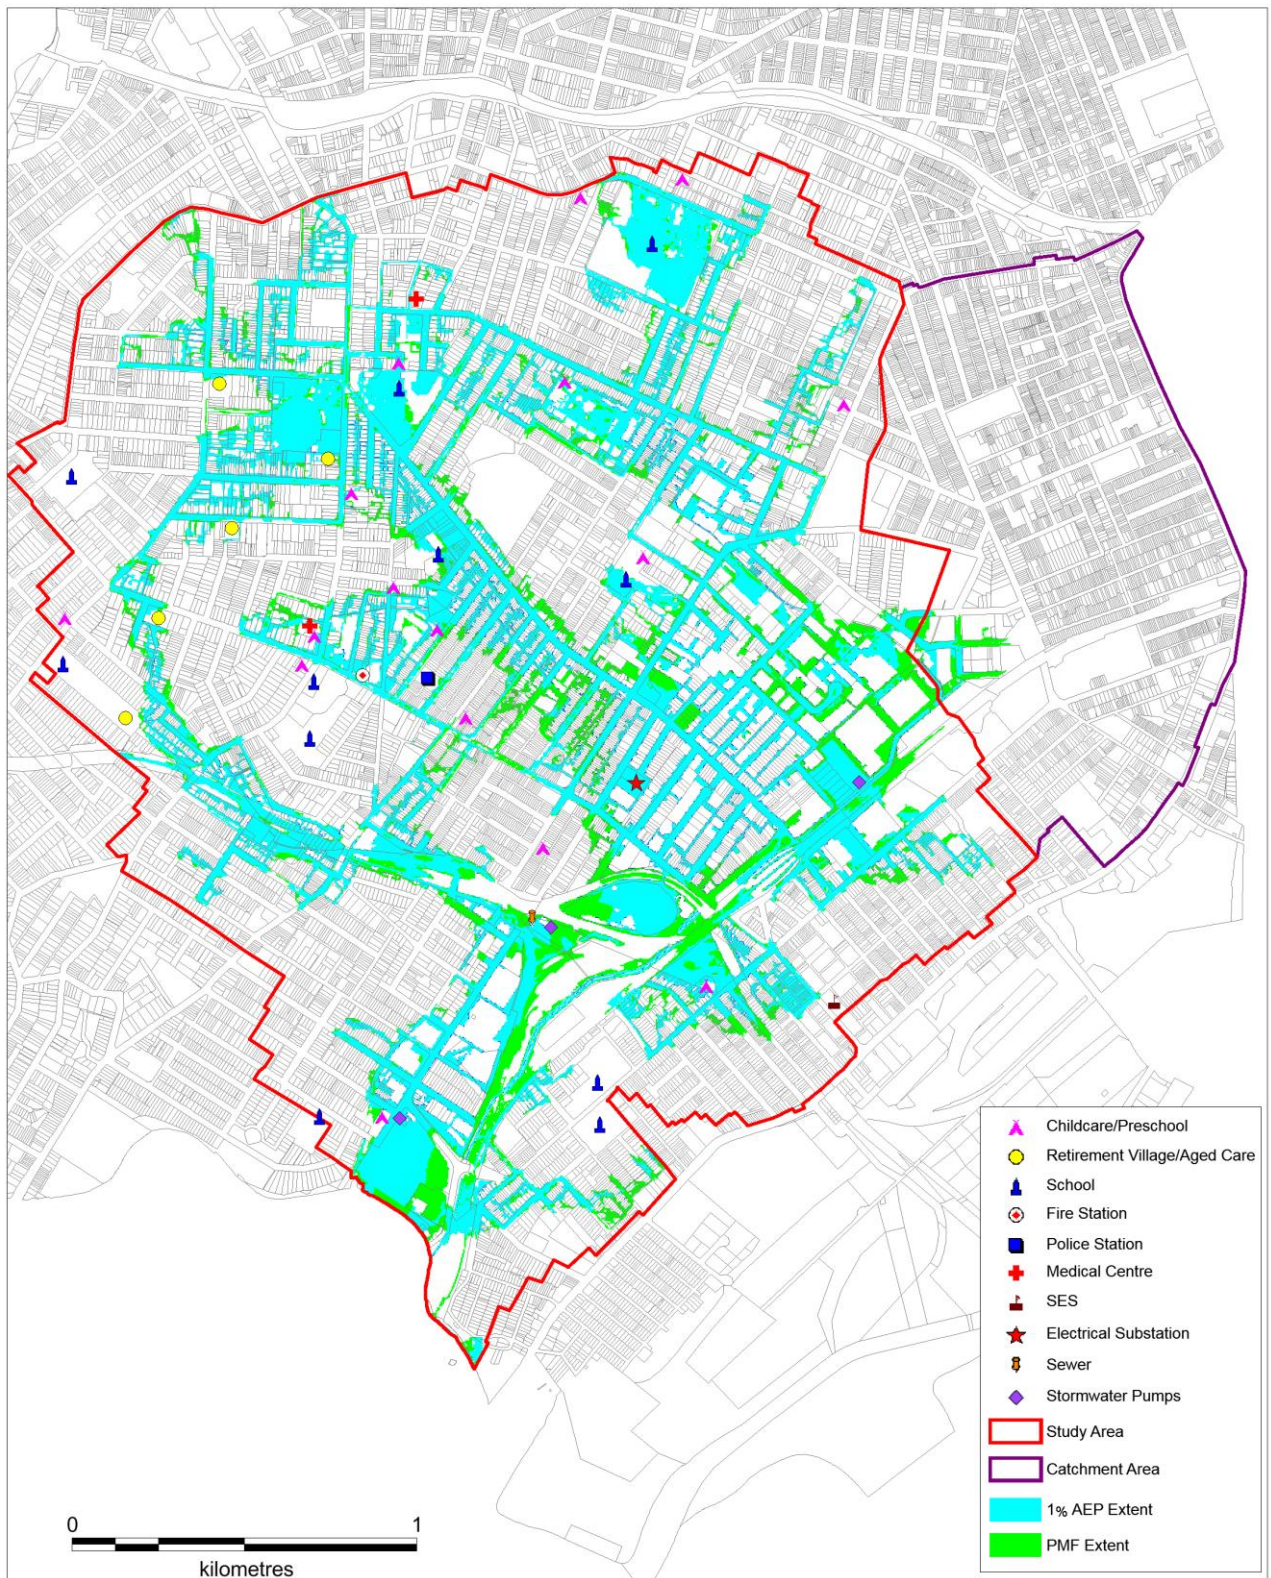 Childcare/Preschool
Retirement Village/Aged Care
School
Fire Station
Police Station
Medical Centre
SES
Electrical Substation
Sewer
Stormwater Pumps
Study Area
Catchment Area
1% AEP Extent
PMF Extent
0 1
kilometres